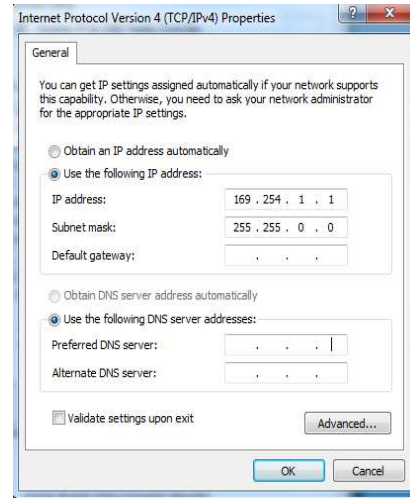 Internet Protocol Version 4 (TCP/IPv4) Properties
General
You can get IP settings assigned automatically if your network supports
this capability. Otherwise, you need to ask your network administrator
for the appropriate IP settings.
Obtain an IP address automatically
Use the following IP address:
IP address: 169 . 254 . 1 . 1
Subnet mask: 255 . 255 . 0 . 0
Default gateway: . . .
Obtain DNS server address automatically
Use the following DNS server addresses:
Preferred DNS server: . . .
Alternate DNS server: . . .
Validate settings upon exit
Advanced...
OK Cancel